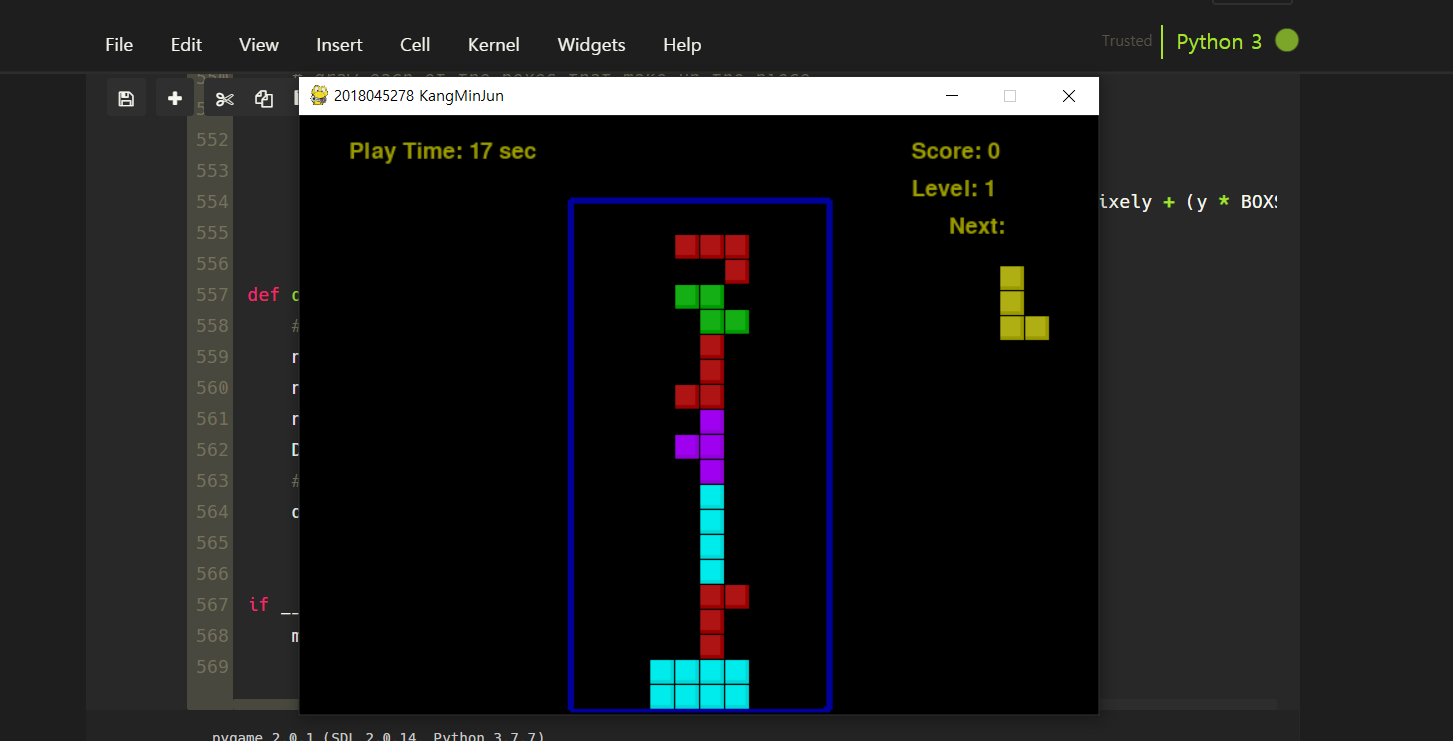 File Edit View Insert Cell Kernel Widgets Help
Trusted Python 3
2018045278 KangMinJun
Play Time: 17 sec
Score: 0
Level: 1
Next:
552
553
554 ixely + (y * BOXS
555
556
557 def
558 #
559 r
560 r
561 r
562 D
563 #
564
565
566
567 if __
568 m
569
pygame 2.0.1 (SDL 2.0.14, Python 3.7.7)